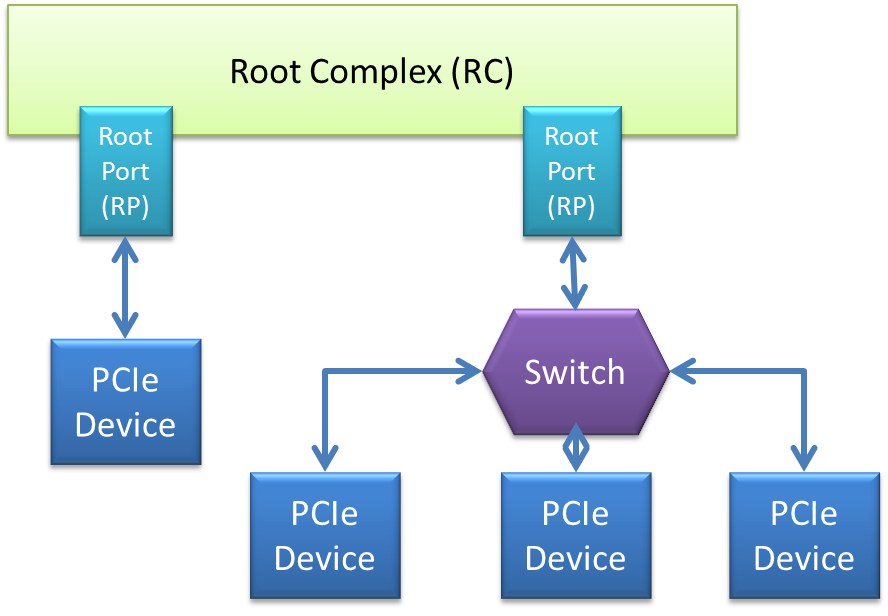 Root Complex (RC)
Root
Port
(RP)
Root
Port
(RP)
Switch
PCIe
Device
PCIe
Device
PCIe
Device
PCIe
Device